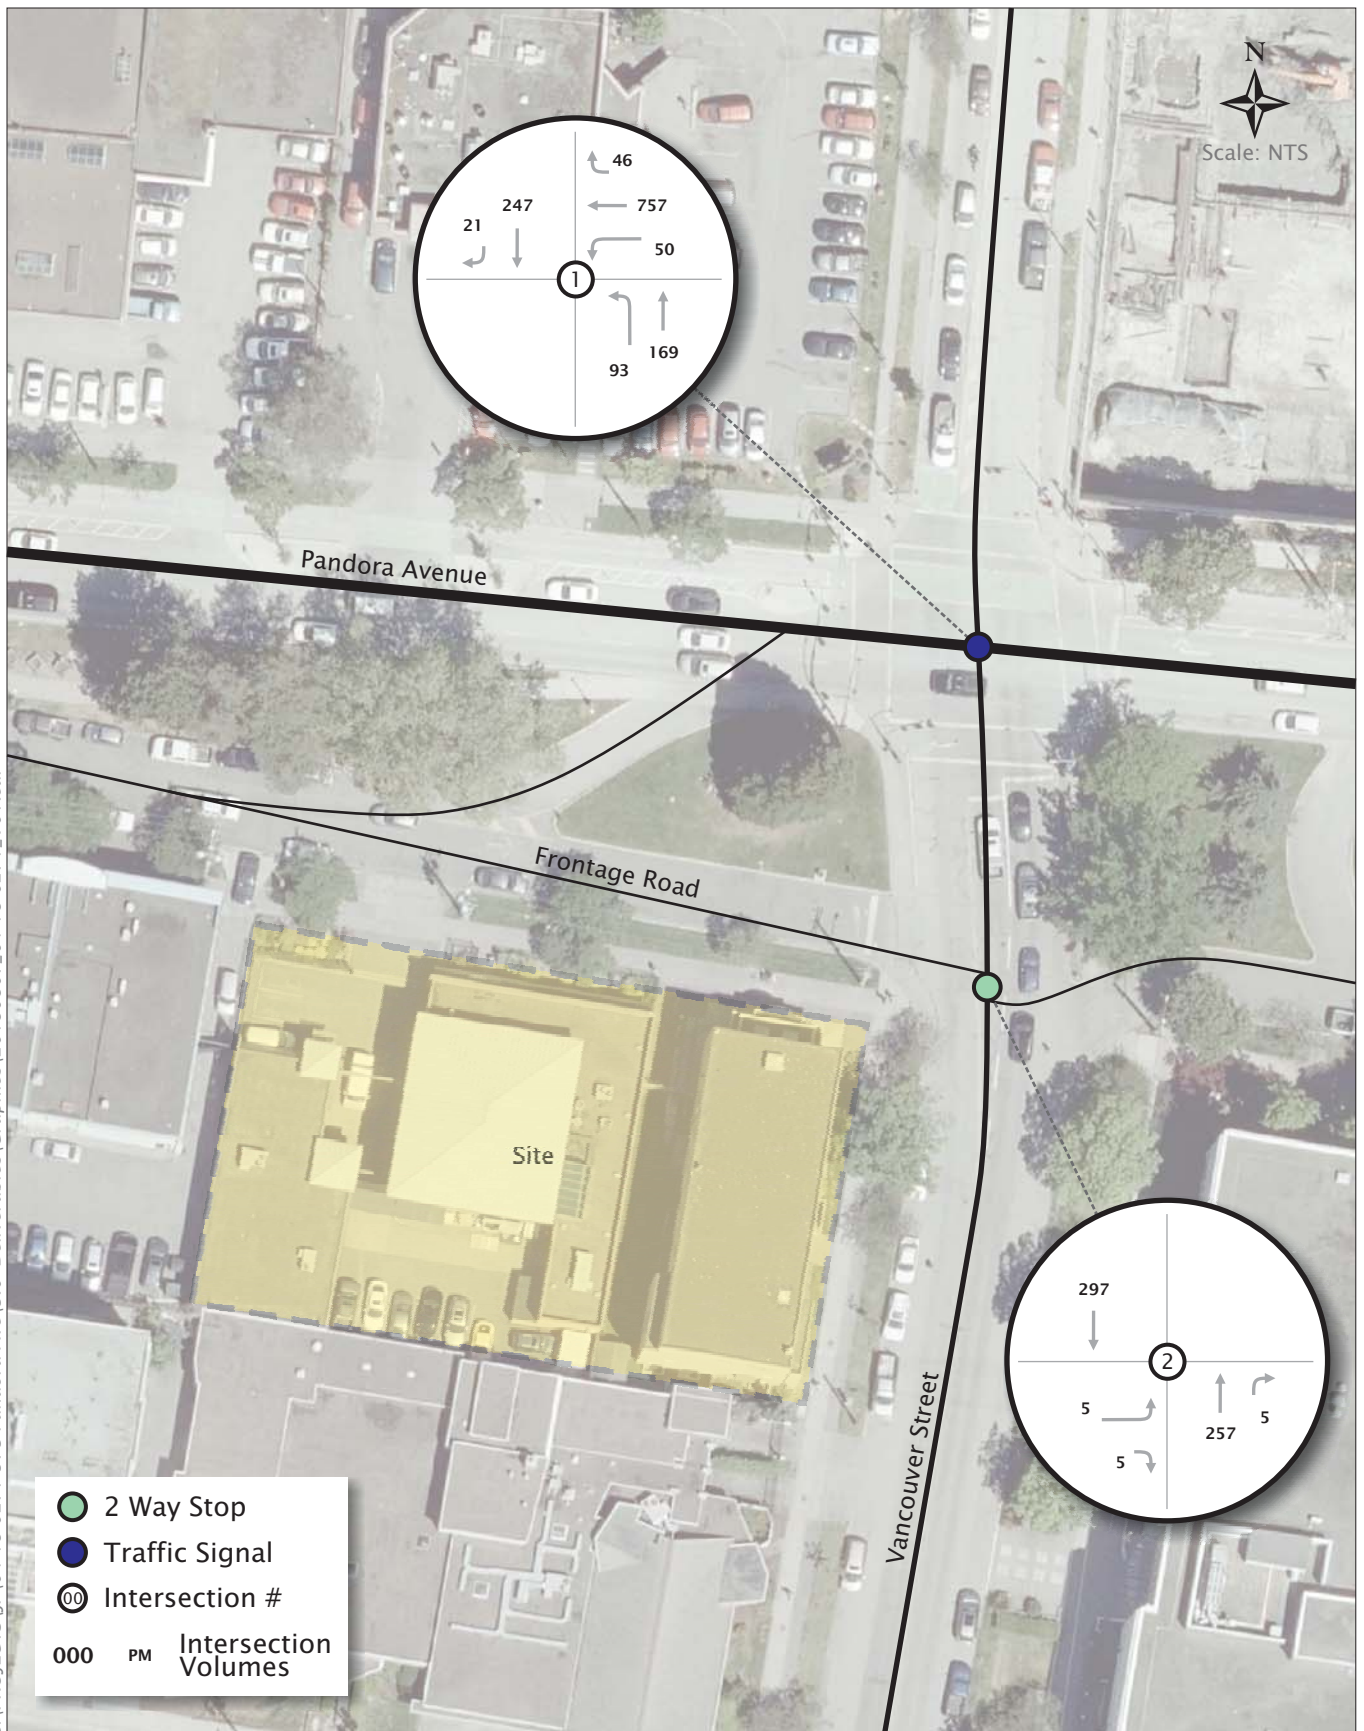 N
Scale: NTS
46
247
757
21
50
1
169
93
Pandora Avenue
Frontage Road
Site
297
2
5
5
257
5
Vancouver Street
2 Way Stop
Traffic Signal
00 Intersection #
000 PM Intersection
Volumes